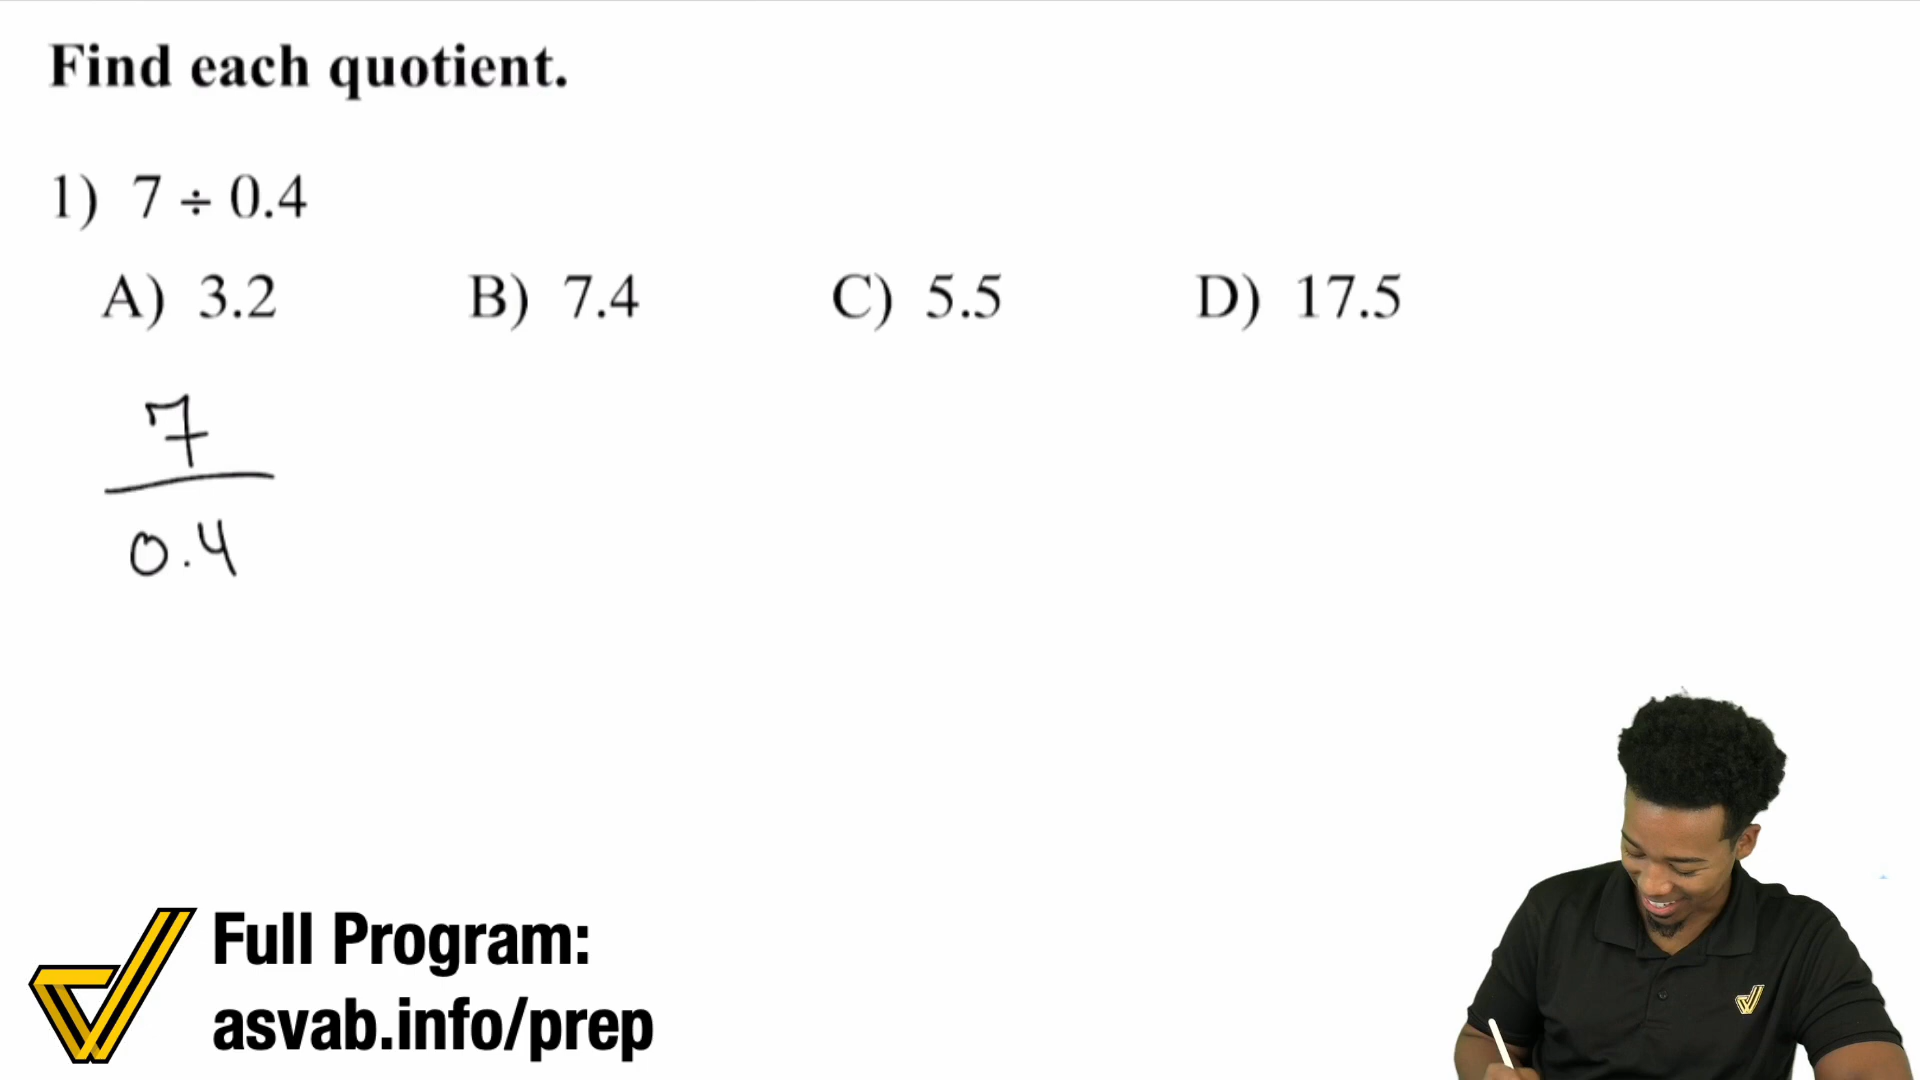 Find each quotient.
1) 7 ÷ 0.4
A) 3.2 B) 7.4 C) 5.5 D) 17.5
7
0.4
Full Program:
asvab.info/prep